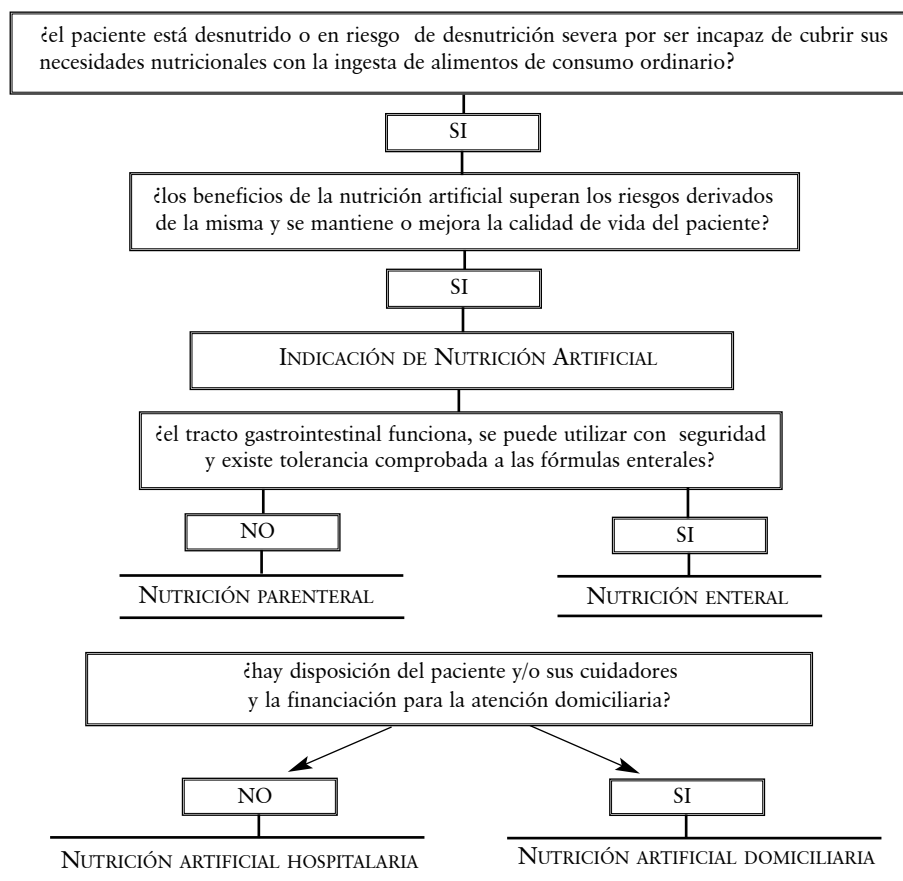 ¿el paciente está desnutrido o en riesgo de desnutrición severa por ser incapaz de cubrir sus
necesidades nutricionales con la ingesta de alimentos de consumo ordinario?
SI
¿los beneficios de la nutrición artificial superan los riesgos derivados
de la misma y se mantiene o mejora la calidad de vida del paciente?
SI
INDICACIÓN DE NUTRICIÓN ARTIFICIAL
¿el tracto gastrointestinal funciona, se puede utilizar con seguridad
y existe tolerancia comprobada a las fórmulas enterales?
NO
SI
NUTRICIÓN PARENTERAL
NUTRICIÓN ENTERAL
¿hay disposición del paciente y/o sus cuidadores
y la financiación para la atención domiciliaria?
NO
SI
NUTRICIÓN ARTIFICIAL HOSPITALARIA
NUTRICIÓN ARTIFICIAL DOMICILIARIA